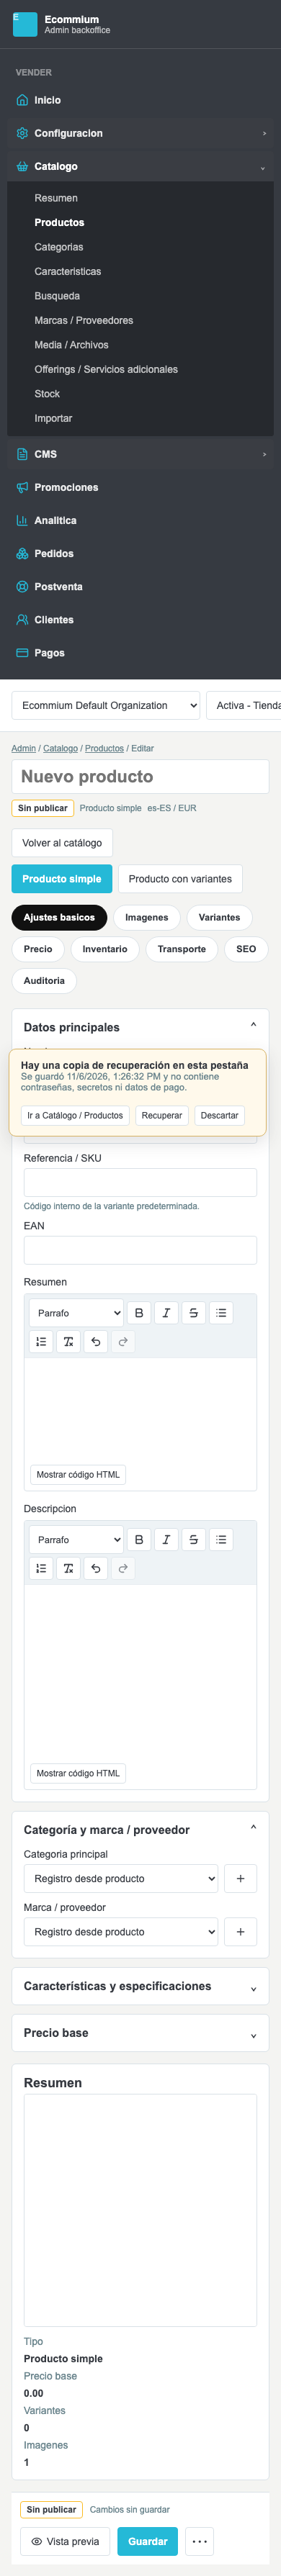 E
Ecommium
Admin backoffice
VENDER
Inicio
Configuracion
Catalogo
Resumen
Productos
Categorias
Caracteristicas
Busqueda
Marcas / Proveedores
Media / Archivos
Offerings / Servicios adicionales
Stock
Importar
CMS
Promociones
Analitica
Pedidos
Postventa
Clientes
Pagos
Ecommium Default Organization
Activa - Tienda
Admin / Catalogo / Productos / Editar
Nuevo producto
Sin publicar Producto simple es-ES / EUR
Volver al catálogo
Producto simple Producto con variantes
Ajustes basicos Imagenes Variantes
Precio Inventario Transporte SEO
Auditoria
Datos principales
Hay una copia de recuperación en esta pestaña
Se guardó 11/6/2026, 1:26:32 PM y no contiene
contraseñas, secretos ni datos de pago.
Ir a Catálogo / Productos Recuperar Descartar
Referencia / SKU
Código interno de la variante predeterminada.
EAN
Resumen
Parrafo
Mostrar código HTML
Descripcion
Parrafo
Mostrar código HTML
Categoría y marca / proveedor
Categoria principal
Registro desde producto
Marca / proveedor
Registro desde producto
Características y especificaciones
Precio base
Resumen
Tipo
Producto simple
Precio base
0.00
Variantes
0
Imagenes
1
Sin publicar Cambios sin guardar
Vista previa Guardar ...